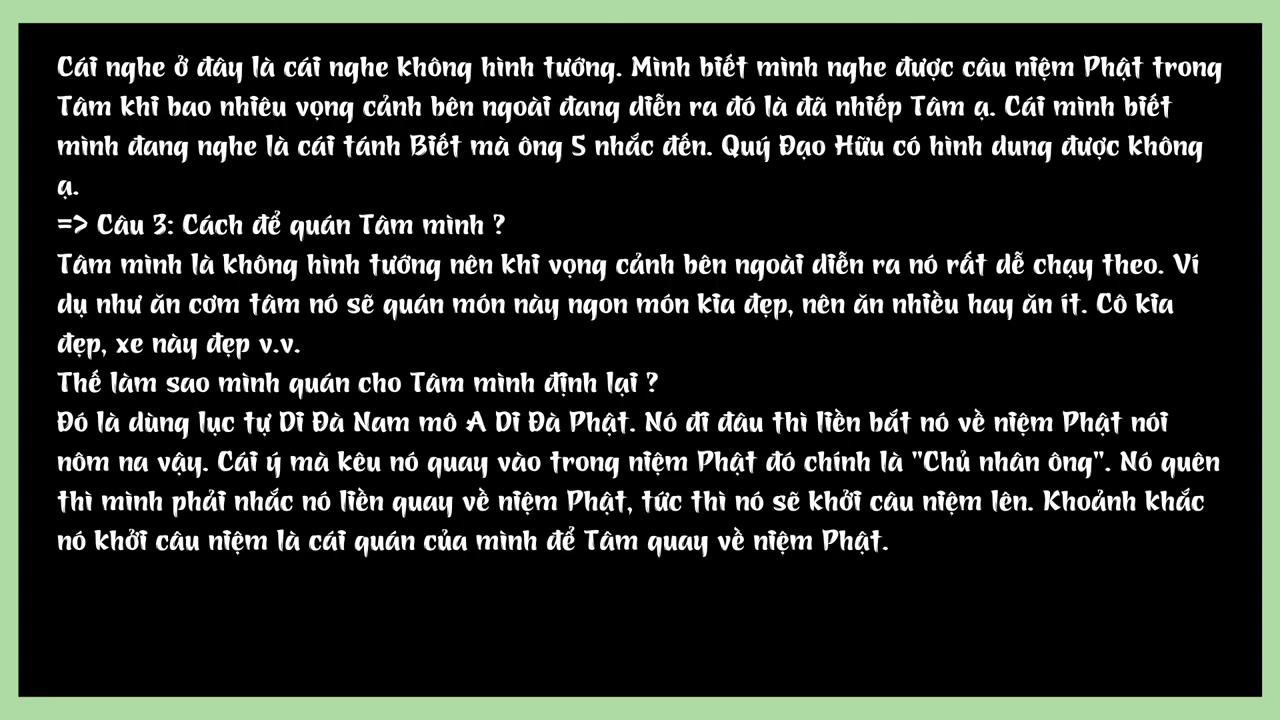 Cái nghe ở đây là cái nghe không hình tướng. Mình biết mình nghe được câu niệm Phật trong
Tâm khi bao nhiêu vọng cảnh bên ngoài đang diễn ra đó là đã nhiếp Tâm ạ. Cái mình biết
mình đang nghe là cái tánh Biết mà ông 5 nhắc đến. Quý Đạo Hữu có hình dung được không
ạ.
=> Câu 3: Cách để quán Tâm mình ?
Tâm mình là không hình tướng nên khi vọng cảnh bên ngoài diễn ra nó rất dễ chạy theo. Ví
dụ như ăn cơm tâm nó sẽ quán món này ngon món kia đẹp, nên ăn nhiều hay ăn ít. Cô kia
đẹp, xe này đẹp v.v.
Thế làm sao mình quán cho Tâm mình định lại ?
Đó là dùng lục tự Di Đà Nam mô A Di Đà Phật. Nó đi đâu thì liền bắt nó về niệm Phật nói
nôm na vậy. Cái ý mà kêu nó quay vào trong niệm Phật đó chính là "Chủ nhân ông". Nó quên
thì mình phải nhắc nó liền quay về niệm Phật, tức thì nó sẽ khởi câu niệm lên. Khoảnh khắc
nó khởi câu niệm là cái quán của mình để Tâm quay về niệm Phật.